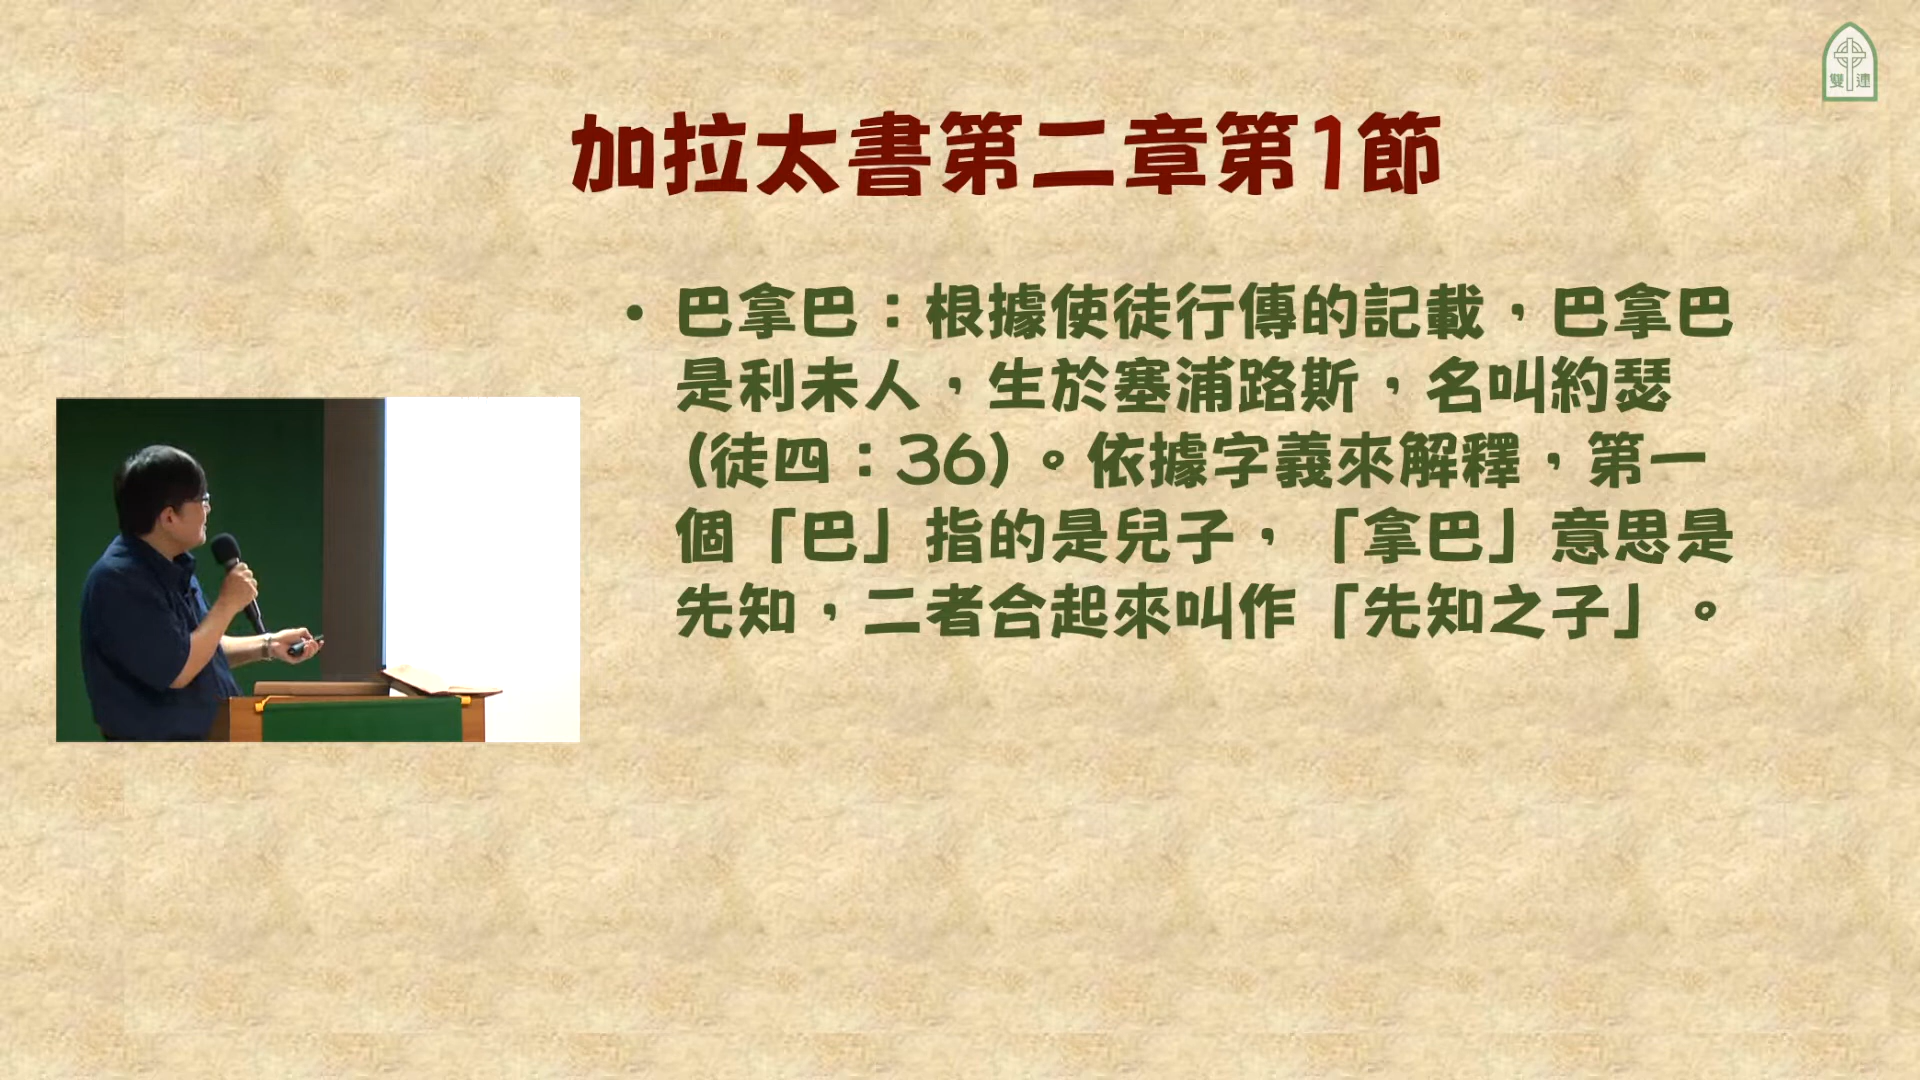 雙連
加拉太書第二章第1節
• 巴拿巴：根據使徒行傳的記載，巴拿巴
是利未人，生於塞浦路斯，名叫約瑟
(徒四：36)。依據字義來解釋，第一
個「巴」指的是兒子，「拿巴」意思是
先知，二者合起來叫作「先知之子」。